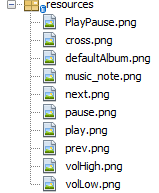 resources
PlayPause.png
cross.png
defaultAlbum.png
music_note.png
next.png
pause.png
play.png
prev.png
volHigh.png
volLow.png